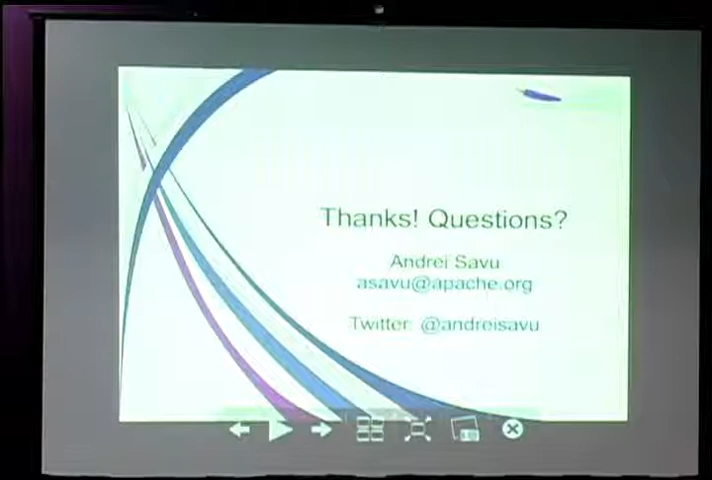 Thanks! Questions?
Andrei Savu
asavu@apache.org
Twitter: @andreisavu